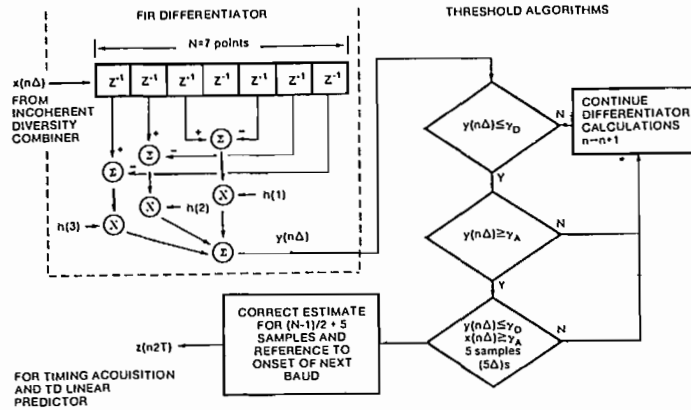 FIR DIFFERENTIATOR
THRESHOLD ALGORITHMS
N=7 points
x(nΔ)
Z⁻¹ Z⁻¹ Z⁻¹ Z⁻¹ Z⁻¹ Z⁻¹ Z⁻¹
FROM
INCOHERENT
DIVERSITY
COMBINER
+ −
+ −
+ −
Σ
Σ
Σ
X
h(1)
X
h(2)
h(3)
X
Σ
y(nΔ)
y(nΔ)≤γD
N
Y
CONTINUE
DIFFERENTIATOR
CALCULATIONS
n→n+1
y(nΔ)≥γA
N
Y
y(nΔ)≤γD
x(nΔ)≥γA
5 samples
(5Δ)s
N
CORRECT ESTIMATE
FOR (N-1)/2 + 5
SAMPLES AND
REFERENCE TO
ONSET OF NEXT
BAUD
z(n2T)
FOR TIMING ACQUISITION
AND TD LINEAR
PREDICTOR